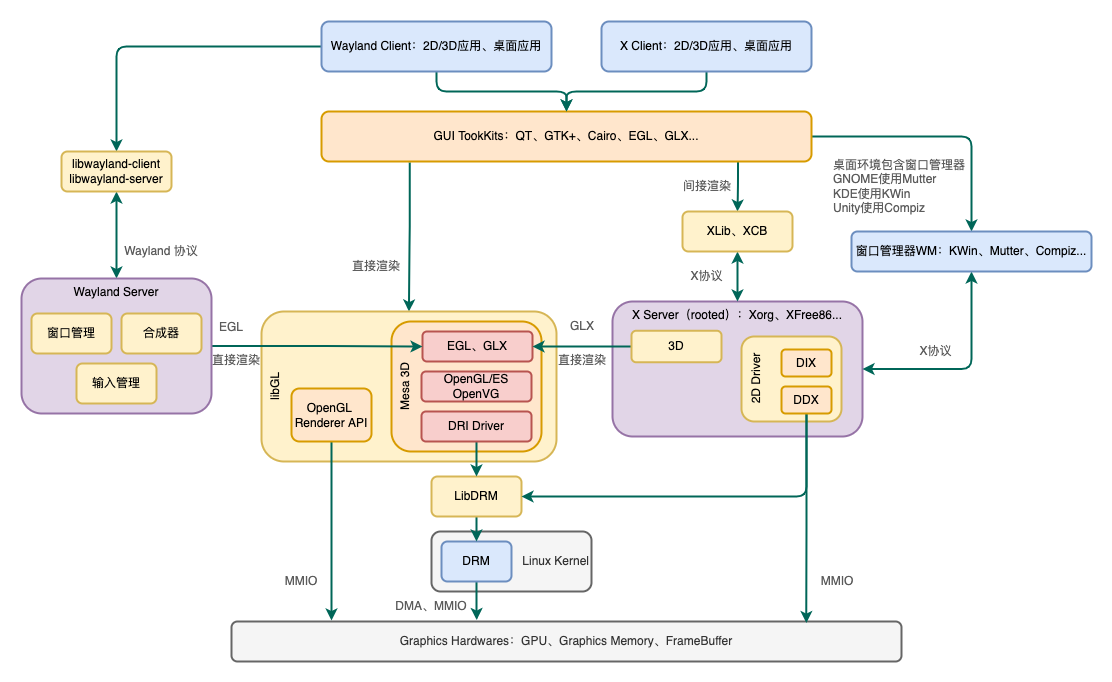 Wayland Client：2D/3D应用、桌面应用
X Client：2D/3D应用、桌面应用
GUI TookKits：QT、GTK+、Cairo、EGL、GLX...
libwayland-client
libwayland-server
桌面环境包含窗口管理器
GNOME使用Mutter
KDE使用KWin
Unity使用Compiz
间接渲染
XLib、XCB
窗口管理器WM：KWin、Mutter、Compiz...
Wayland 协议
直接渲染
X协议
Wayland Server
窗口管理
合成器
输入管理
EGL
直接渲染
libGL
OpenGL
Renderer API
Mesa 3D
EGL、GLX
OpenGL/ES
OpenVG
DRI Driver
GLX
直接渲染
X Server（rooted）：Xorg、XFree86...
3D
2D Driver
DIX
DDX
X协议
LibDRM
DRM
Linux Kernel
MMIO
DMA、MMIO
MMIO
Graphics Hardwares：GPU、Graphics Memory、FrameBuffer